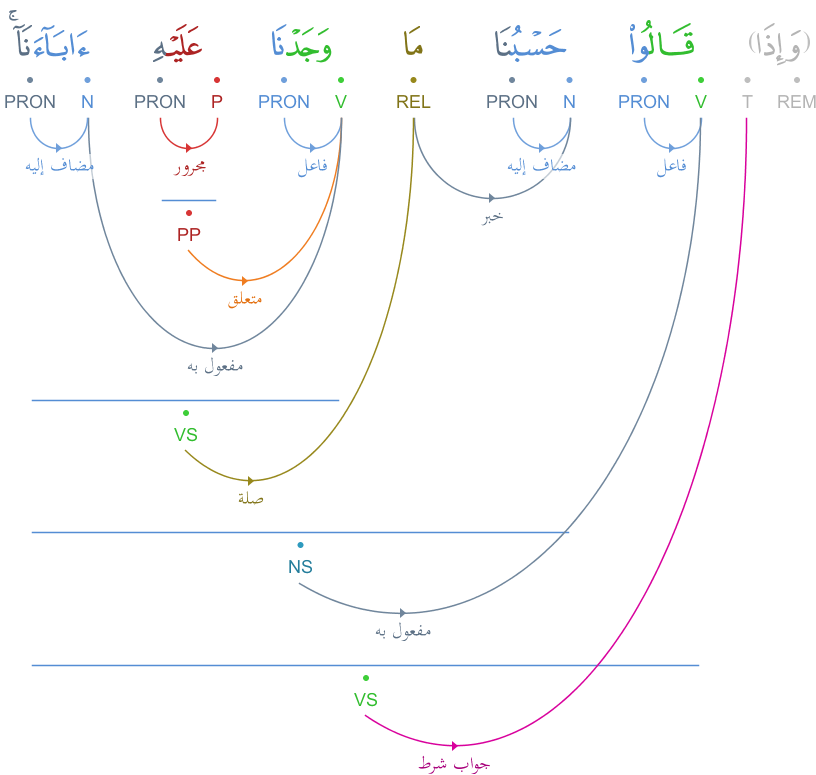 (وَإِذَا) قَالُوا۟ حَسْبُنَا مَا وَجَدْنَا عَلَيْهِ ءَابَآءَنَآ ۚ
REM T V PRON N PRON REL V PRON P PRON N PRON
فاعل مضاف إليه فاعل مجرور مضاف إليه
خبر
PP
متعلق
مفعول به
VS
صلة
NS
مفعول به
VS
جواب شرط